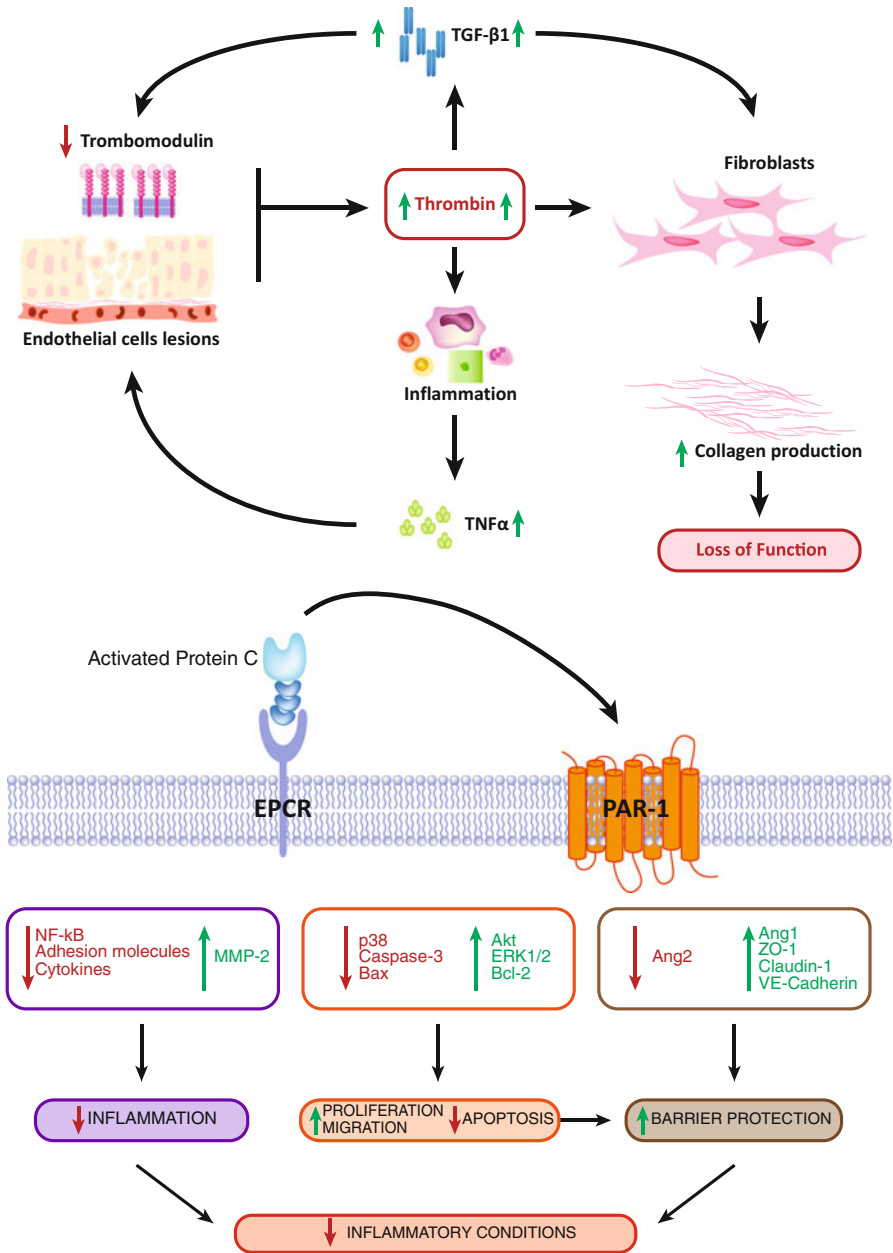 TGF-β1
Trombomodulin
Fibroblasts
Thrombin
Endothelial cells lesions
Inflammation
Collagen production
TNFα
Loss of Function
Activated Protein C
EPCR
PAR-1
NF-kB
Adhesion molecules
Cytokines
MMP-2
p38
Caspase-3
Bax
Akt
ERK1/2
Bcl-2
Ang2
Ang1
ZO-1
Claudin-1
VE-Cadherin
INFLAMMATION
PROLIFERATION
MIGRATION
APOPTOSIS
BARRIER PROTECTION
INFLAMMATORY CONDITIONS